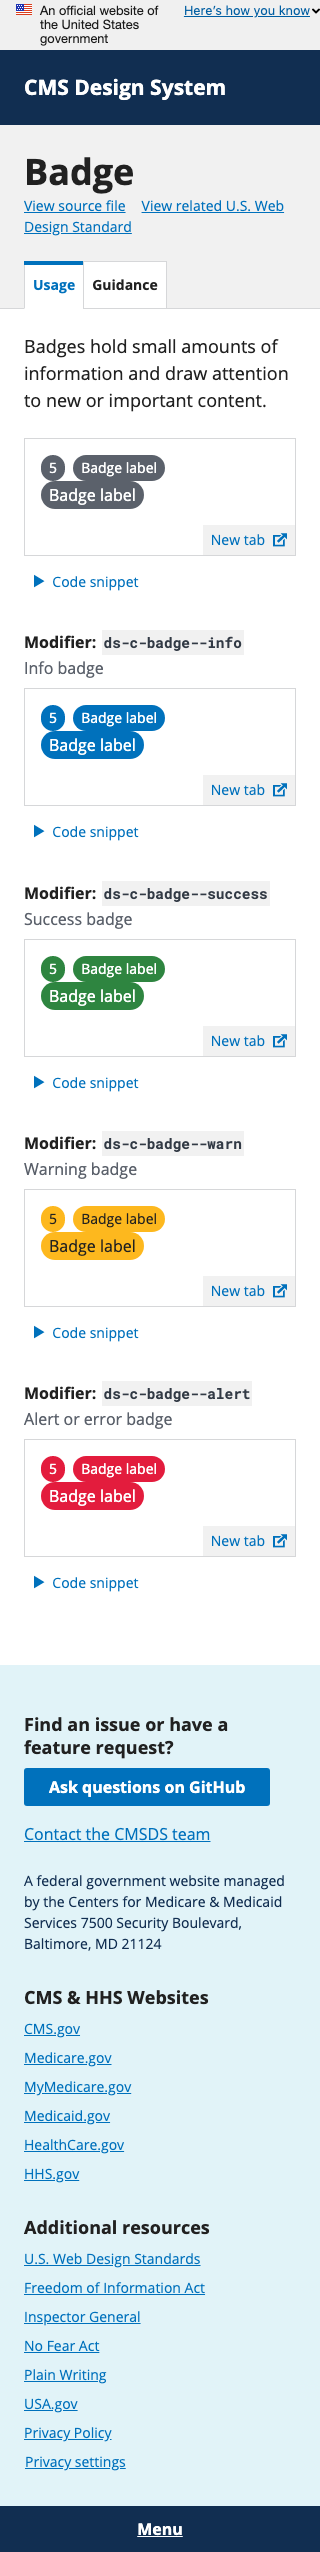 An official website of
the United States
government
Here's how you know
CMS Design System
Badge
View source file View related U.S. Web
Design Standard
Usage Guidance
Badges hold small amounts of
information and draw attention
to new or important content.
5 Badge label
Badge label
New tab
Code snippet
Modifier: ds-c-badge--info
Info badge
5 Badge label
Badge label
New tab
Code snippet
Modifier: ds-c-badge--success
Success badge
5 Badge label
Badge label
New tab
Code snippet
Modifier: ds-c-badge--warn
Warning badge
5 Badge label
Badge label
New tab
Code snippet
Modifier: ds-c-badge--alert
Alert or error badge
5 Badge label
Badge label
New tab
Code snippet
Find an issue or have a
feature request?
Ask questions on GitHub
Contact the CMSDS team
A federal government website managed
by the Centers for Medicare & Medicaid
Services 7500 Security Boulevard,
Baltimore, MD 21124
CMS & HHS Websites
CMS.gov
Medicare.gov
MyMedicare.gov
Medicaid.gov
HealthCare.gov
HHS.gov
Additional resources
U.S. Web Design Standards
Freedom of Information Act
Inspector General
No Fear Act
Plain Writing
USA.gov
Privacy Policy
Privacy settings
Menu